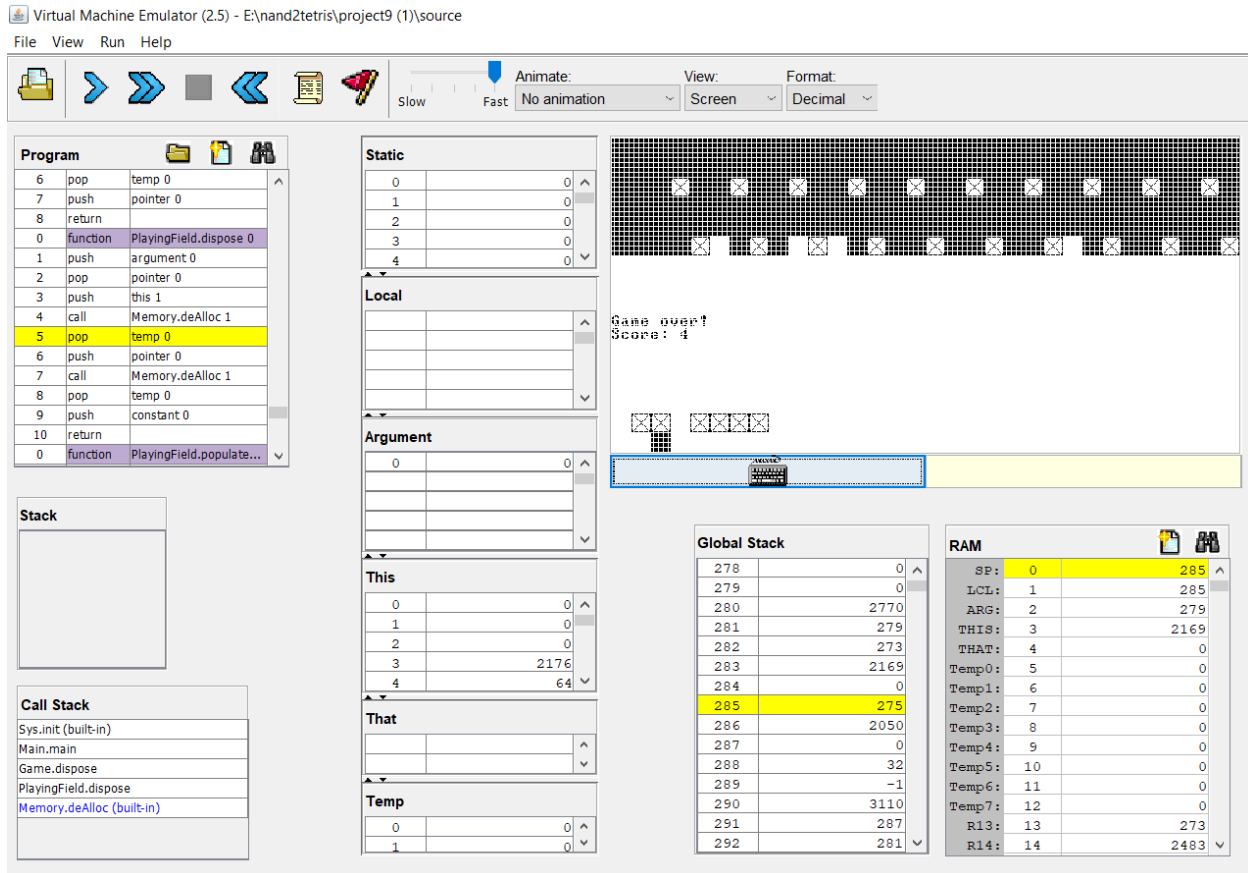 Virtual Machine Emulator (2.5) - E:\nand2tetris\project9 (1)\source
File View Run Help
Slow Fast
Animate:
No animation
View:
Screen
Format:
Decimal
Program
6 pop temp 0
7 push pointer 0
8 return
0 function PlayingField.dispose 0
1 push argument 0
2 pop pointer 0
3 push this 1
4 call Memory.deAlloc 1
5 pop temp 0
6 push pointer 0
7 call Memory.deAlloc 1
8 pop temp 0
9 push constant 0
10 return
0 function PlayingField.populate...
Stack
Call Stack
Sys.init (built-in)
Main.main
Game.dispose
PlayingField.dispose
Memory.deAlloc (built-in)
Static
0 0
1 0
2 0
3 0
4 0
Local
Argument
0 0
This
0 0
1 0
2 0
3 2176
4 64
That
Temp
0 0
1 0
Game over!
Score: 4
Global Stack
278 0
279 0
280 2770
281 279
282 273
283 2169
284 0
285 275
286 2050
287 0
288 32
289 -1
290 3110
291 287
292 281
RAM
SP: 0 285
LCL: 1 285
ARG: 2 279
THIS: 3 2169
THAT: 4 0
Temp0: 5 0
Temp1: 6 0
Temp2: 7 0
Temp3: 8 0
Temp4: 9 0
Temp5: 10 0
Temp6: 11 0
Temp7: 12 0
R13: 13 273
R14: 14 2483